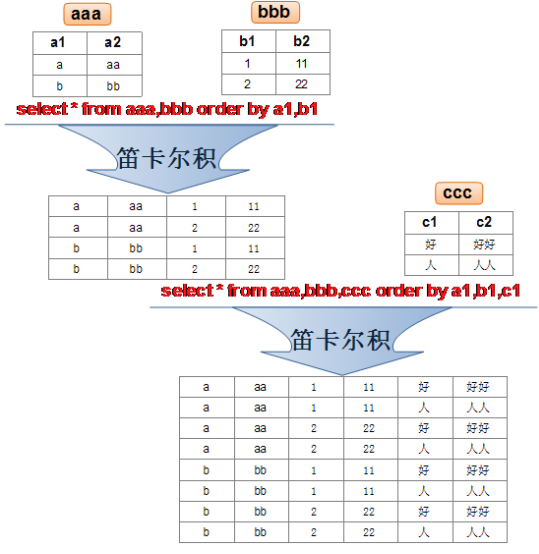 aaa
bbb
a1 a2
a aa
b bb
b1 b2
1 11
2 22
select * from aaa,bbb order by a1,b1
笛卡尔积
a aa 1 11
a aa 2 22
b bb 1 11
b bb 2 22
ccc
c1 c2
好 好好
人 人人
select * from aaa,bbb,ccc order by a1,b1,c1
笛卡尔积
a aa 1 11 好 好好
a aa 1 11 人 人人
a aa 2 22 好 好好
a aa 2 22 人 人人
b bb 1 11 好 好好
b bb 1 11 人 人人
b bb 2 22 好 好好
b bb 2 22 人 人人